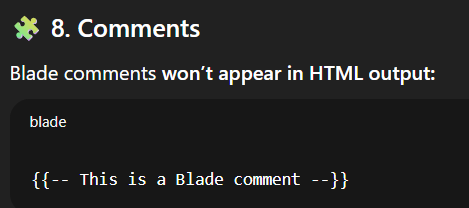 🧩 8. Comments
Blade comments won’t appear in HTML output:
blade
{{-- This is a Blade comment --}}